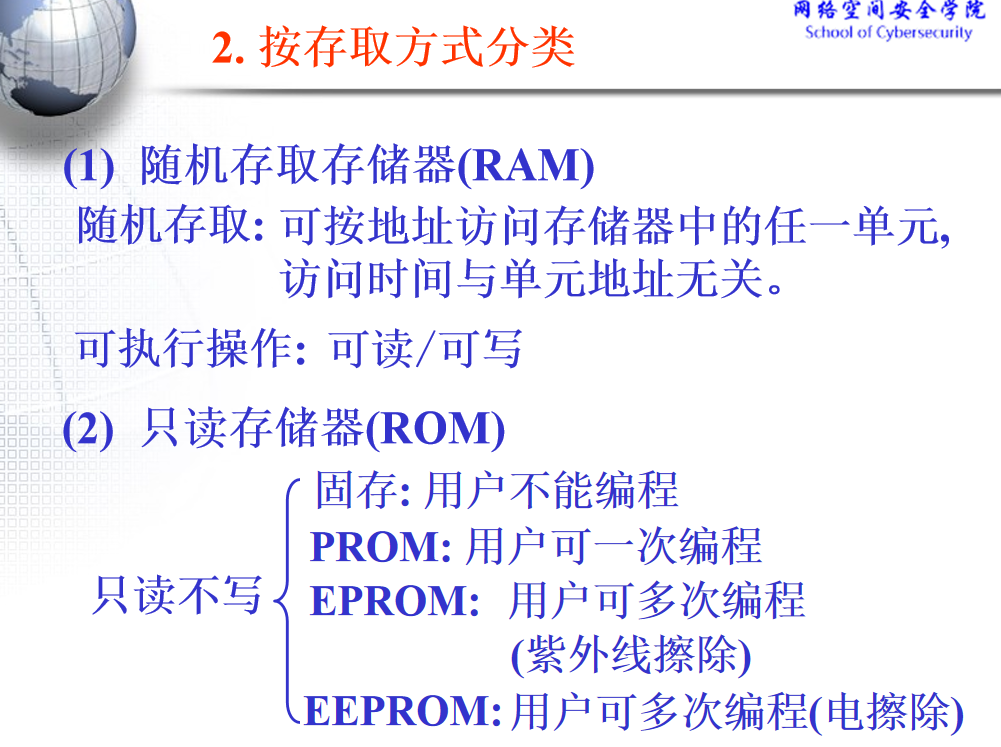 网络空间安全学院
School of Cybersecurity
2. 按存取方式分类
(1) 随机存取存储器(RAM)
随机存取: 可按地址访问存储器中的任一单元,
访问时间与单元地址无关。
可执行操作: 可读/可写
(2) 只读存储器(ROM)
固存: 用户不能编程
PROM: 用户可一次编程
只读不写
EPROM: 用户可多次编程
(紫外线擦除)
EEPROM: 用户可多次编程(电擦除)